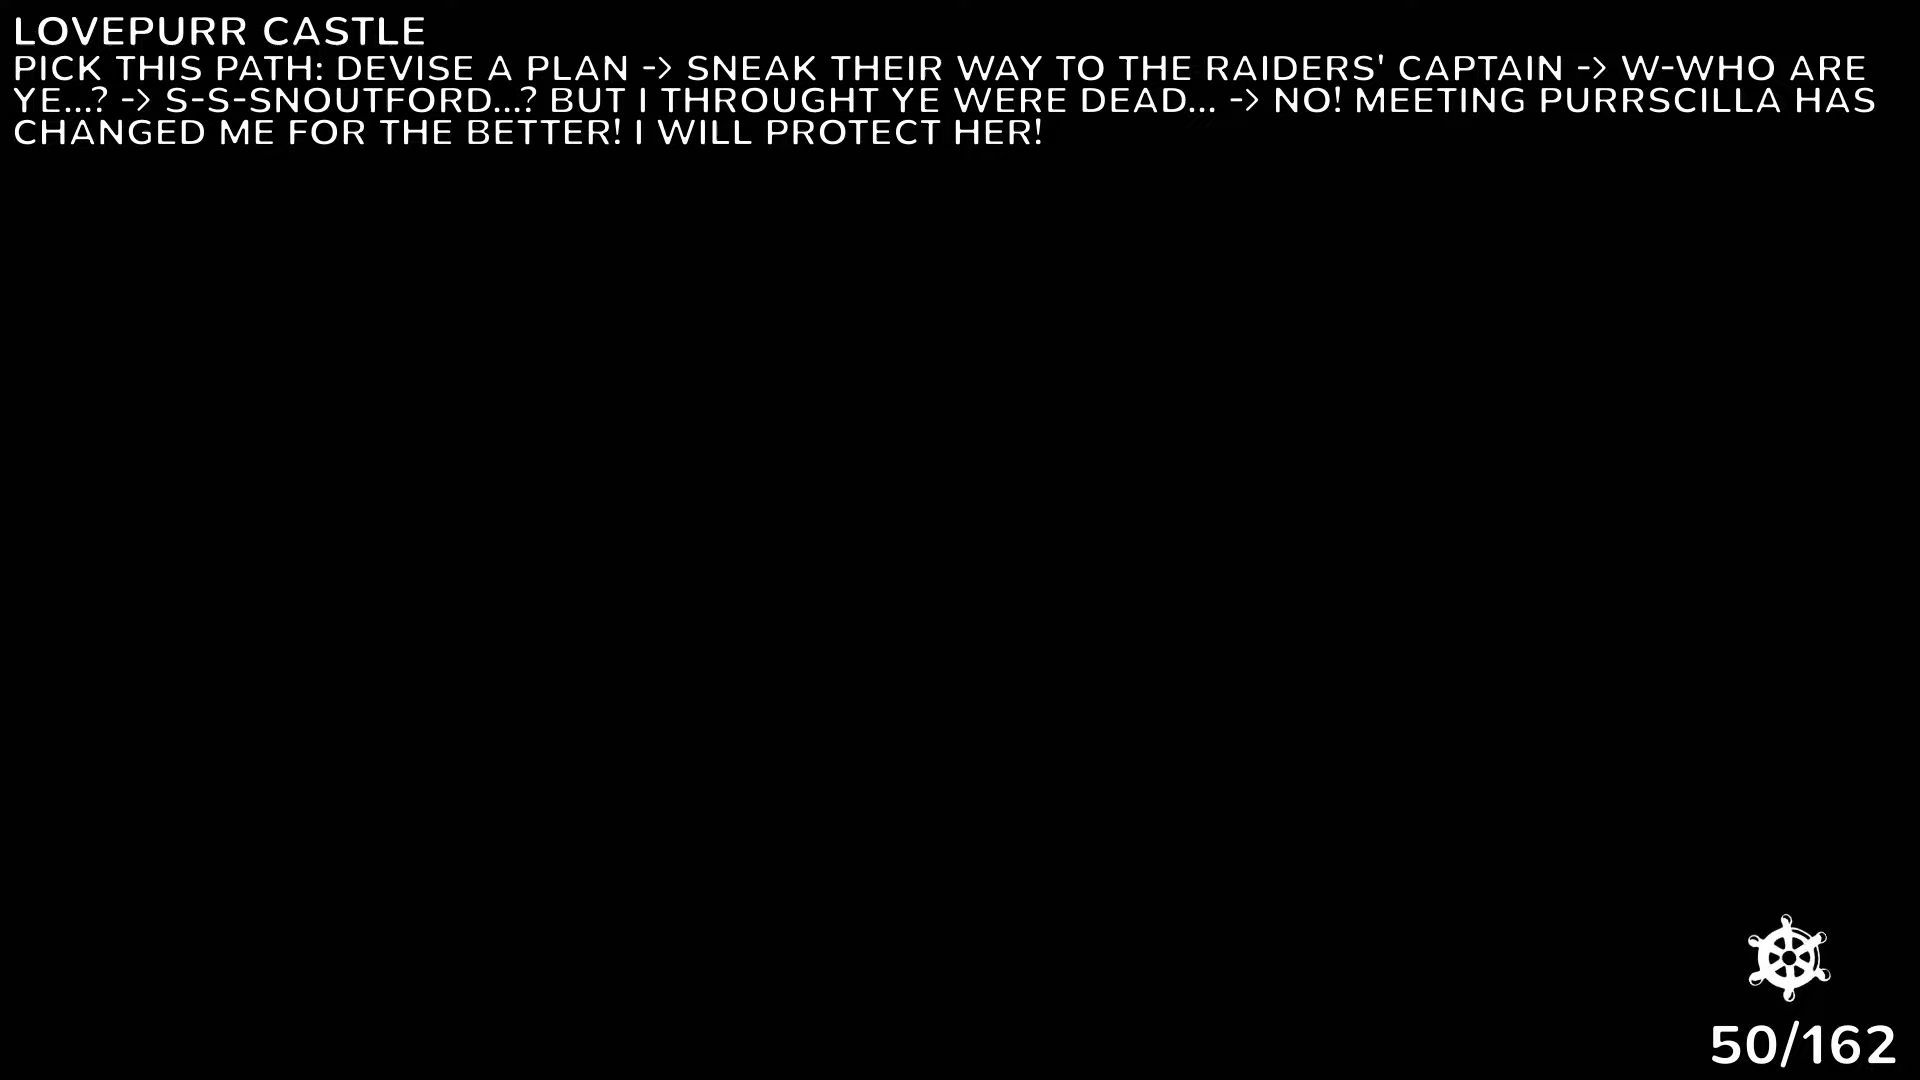 LOVEPURR CASTLE
PICK THIS PATH: DEVISE A PLAN -> SNEAK THEIR WAY TO THE RAIDERS' CAPTAIN -> W-WHO ARE
YE...? -> S-S-SNOUTFORD...? BUT I THROUGHT YE WERE DEAD... -> NO! MEETING PURRSCILLA HAS
CHANGED ME FOR THE BETTER! I WILL PROTECT HER!
50/162